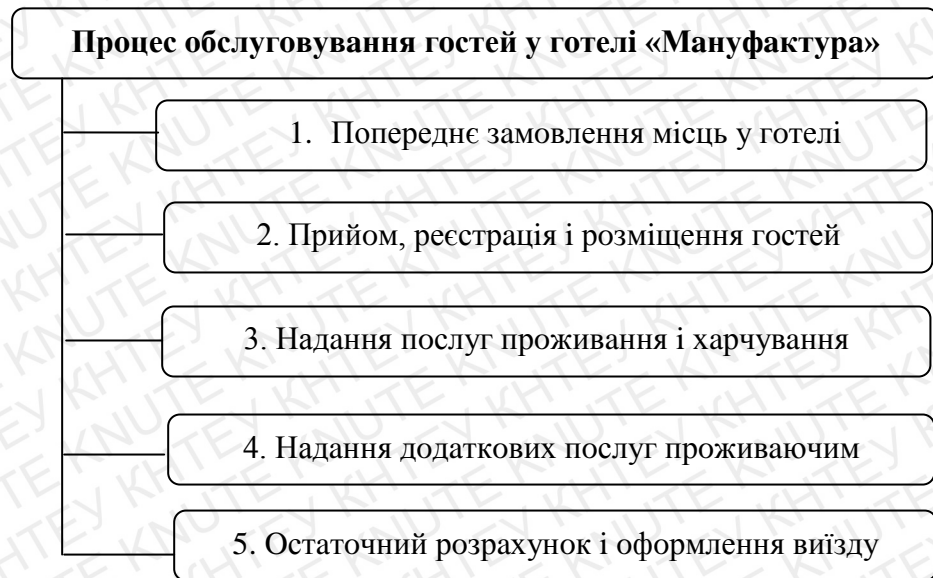 Процес обслуговування гостей у готелі «Мануфактура»
1. Попереднє замовлення місць у готелі
2. Прийом, реєстрація і розміщення гостей
3. Надання послуг проживання і харчування
4. Надання додаткових послуг проживаючим
5. Остаточний розрахунок і оформлення виїзду